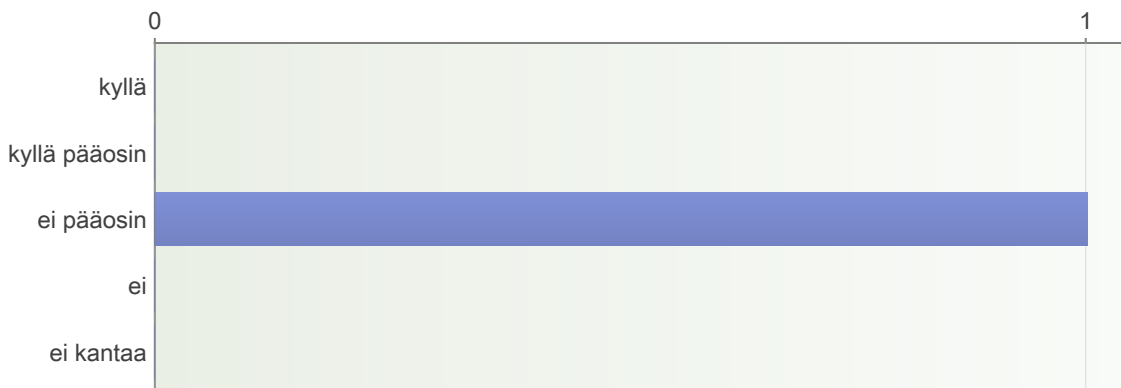 0 1
kyllä
kyllä pääosin
ei pääosin
ei
ei kantaa